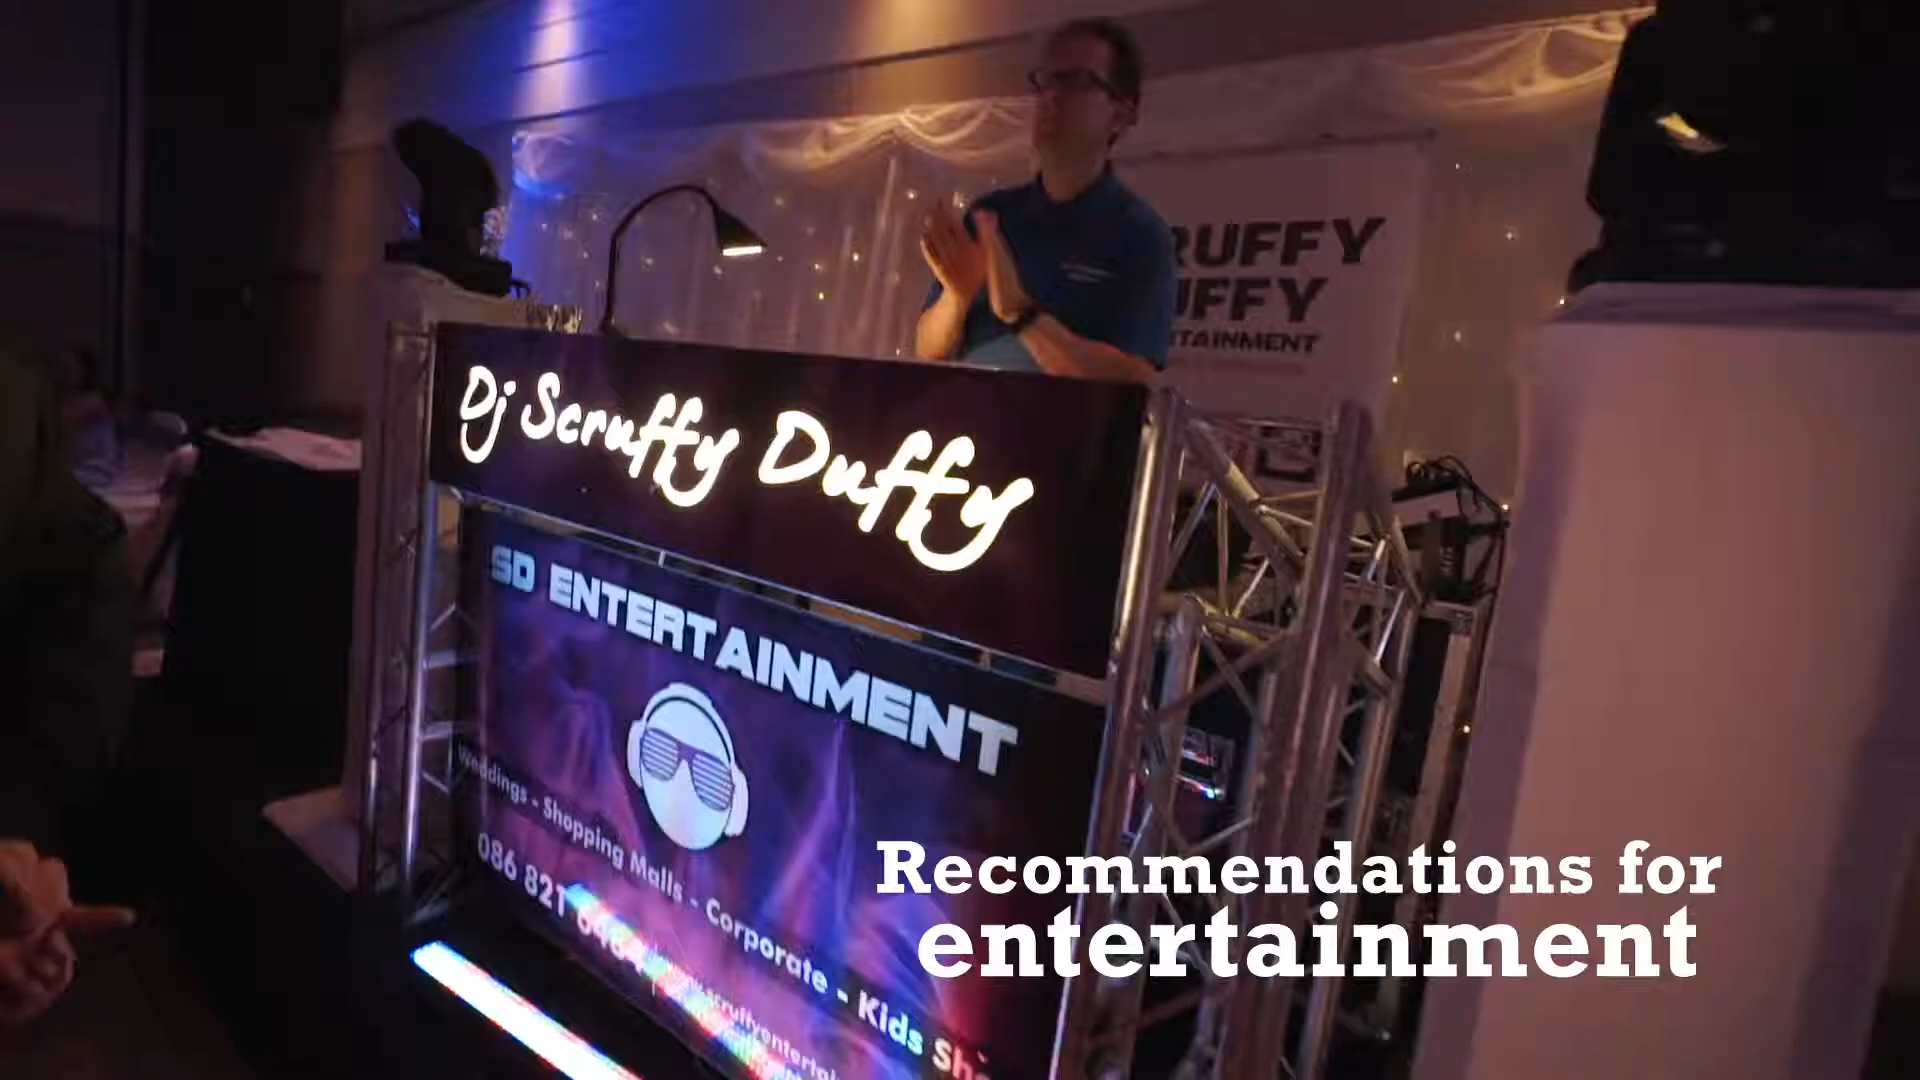 RUFFY
UFFY
TAINMENT
Dj Scruffy Duffy
SD ENTERTAINMENT
Weddings - Shopping Malls - Corporate - Kids Sh
086 821
Recommendations for
entertainment